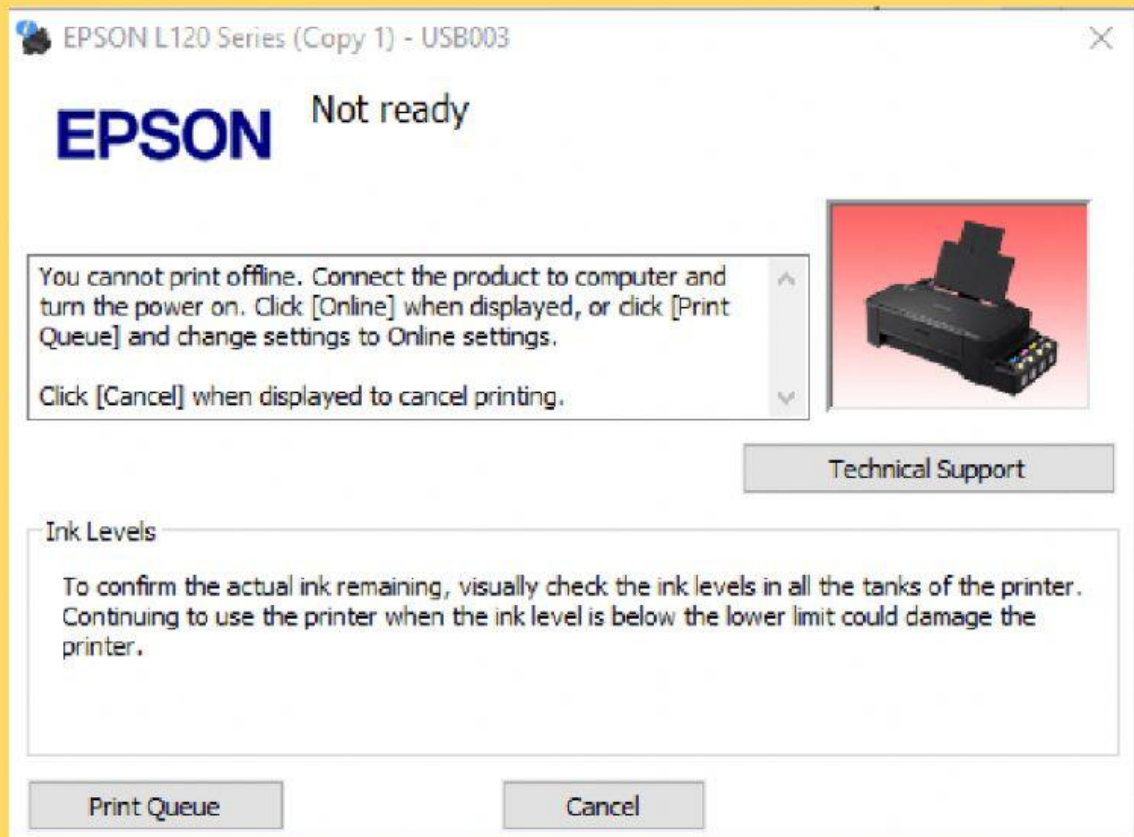 EPSON L120 Series (Copy 1) - USB003
EPSON
Not ready
You cannot print offline. Connect the product to computer and
turn the power on. Click [Online] when displayed, or click [Print
Queue] and change settings to Online settings.
Click [Cancel] when displayed to cancel printing.
Technical Support
Ink Levels
To confirm the actual ink remaining, visually check the ink levels in all the tanks of the printer.
Continuing to use the printer when the ink level is below the lower limit could damage the
printer.
Print Queue
Cancel